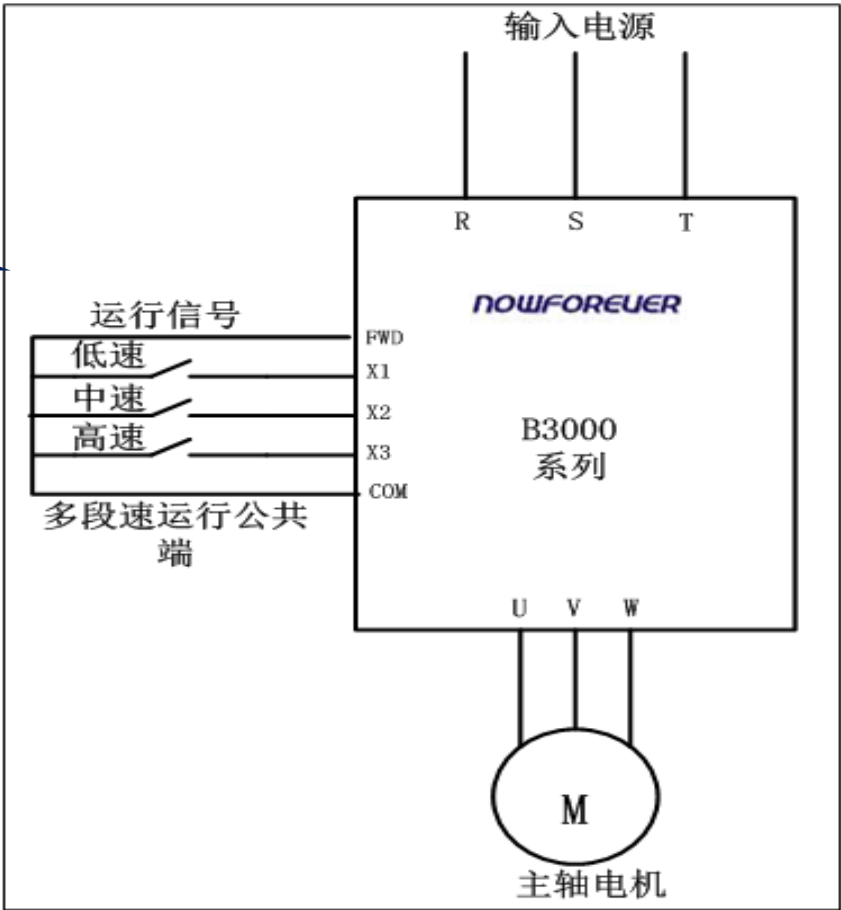 输入电源
R S T
NOWFOREUER
运行信号
FWD
低速
X1
中速
X2
高速
X3
B3000
系列
COM
多段速运行公共
端
U V W
M
主轴电机